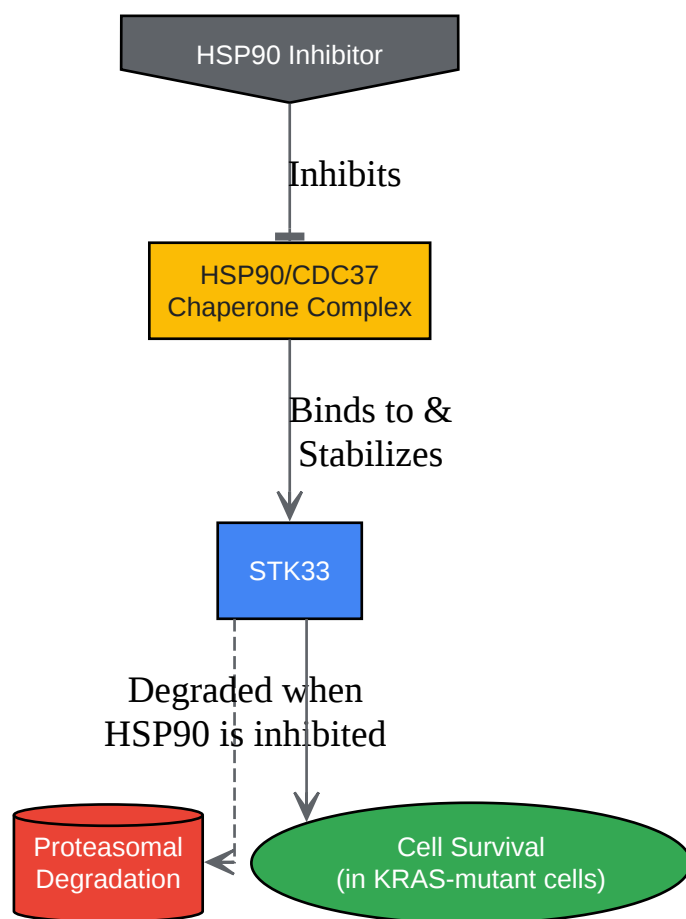 HSP90 Inhibitor
Inhibits
HSP90/CDC37
Chaperone Complex
Binds to &
Stabilizes
STK33
Degraded when
HSP90 is inhibited
Proteasomal
Degradation
Cell Survival
(in KRAS-mutant cells)